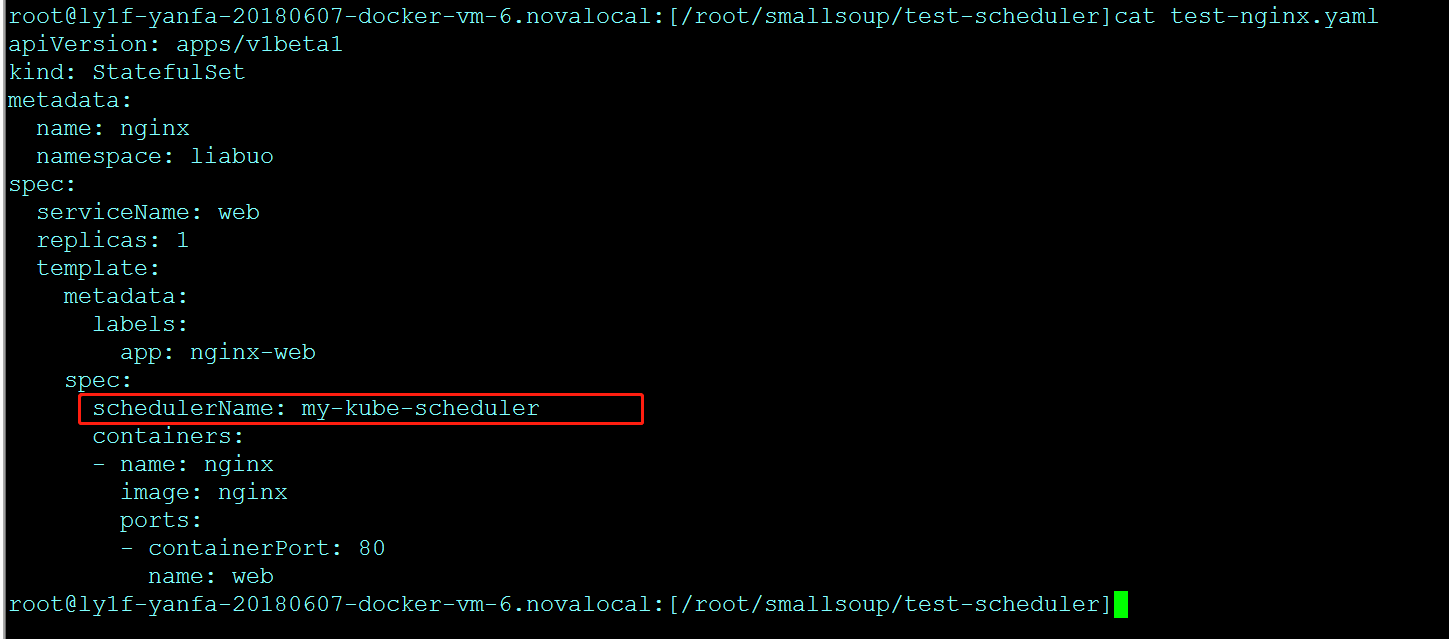 root@ly1f-yanfa-20180607-docker-vm-6.novalocal:[/root/smallsoup/test-scheduler]cat test-nginx.yaml
apiVersion: apps/v1beta1
kind: StatefulSet
metadata:
  name: nginx
  namespace: liabuo
spec:
  serviceName: web
  replicas: 1
  template:
    metadata:
      labels:
        app: nginx-web
    spec:
      schedulerName: my-kube-scheduler
      containers:
      - name: nginx
        image: nginx
        ports:
        - containerPort: 80
          name: web
root@ly1f-yanfa-20180607-docker-vm-6.novalocal:[/root/smallsoup/test-scheduler]